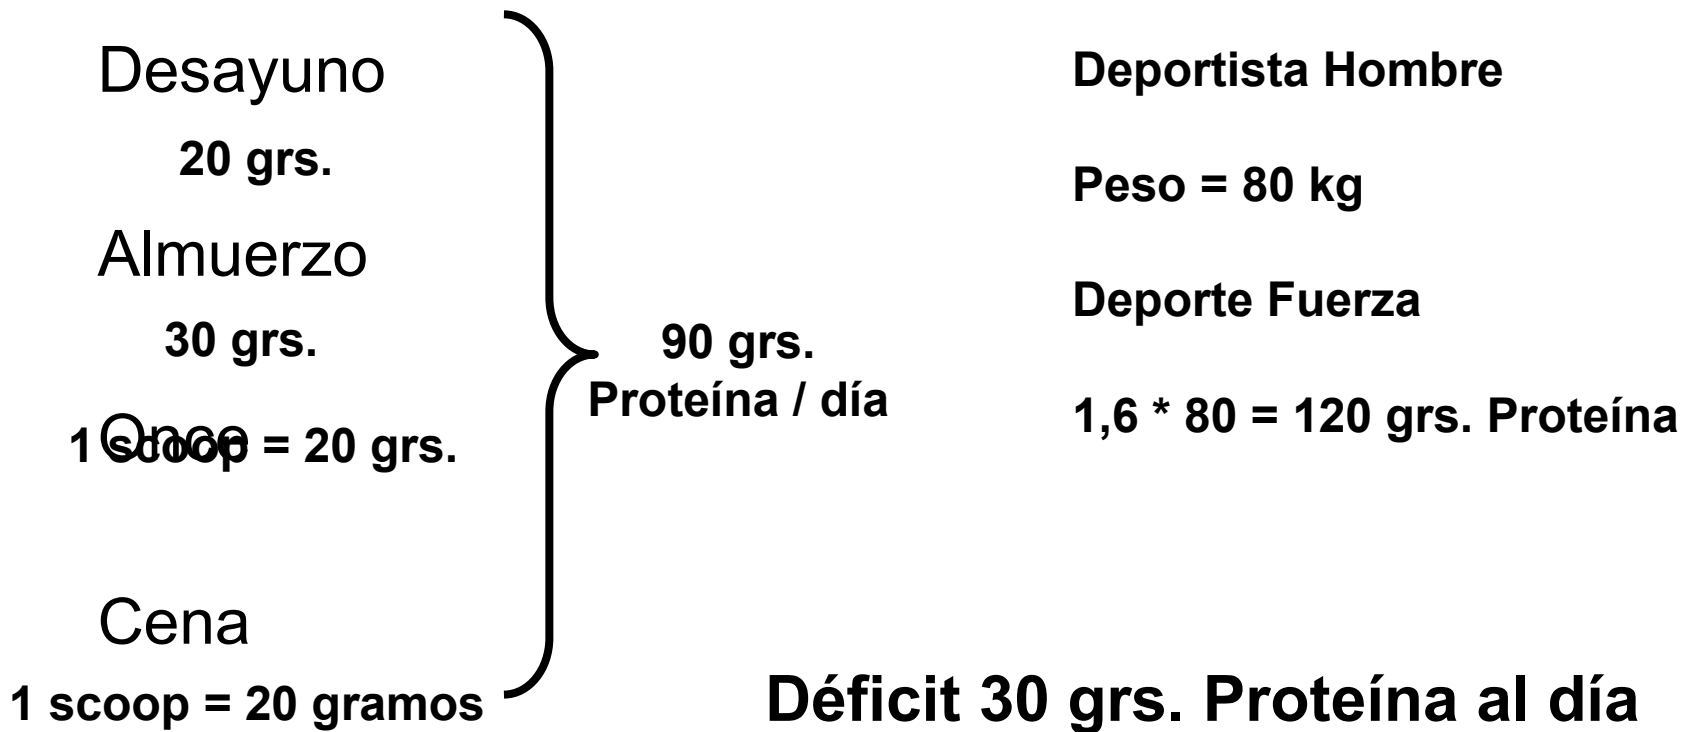 Desayuno
20 grs.
Almuerzo
30 grs.
Once
1 scoop = 20 grs.
Cena
1 scoop = 20 gramos
90 grs.
Proteína / día
Deportista Hombre
Peso = 80 kg
Deporte Fuerza
1,6 * 80 = 120 grs. Proteína
Déficit 30 grs. Proteína al día